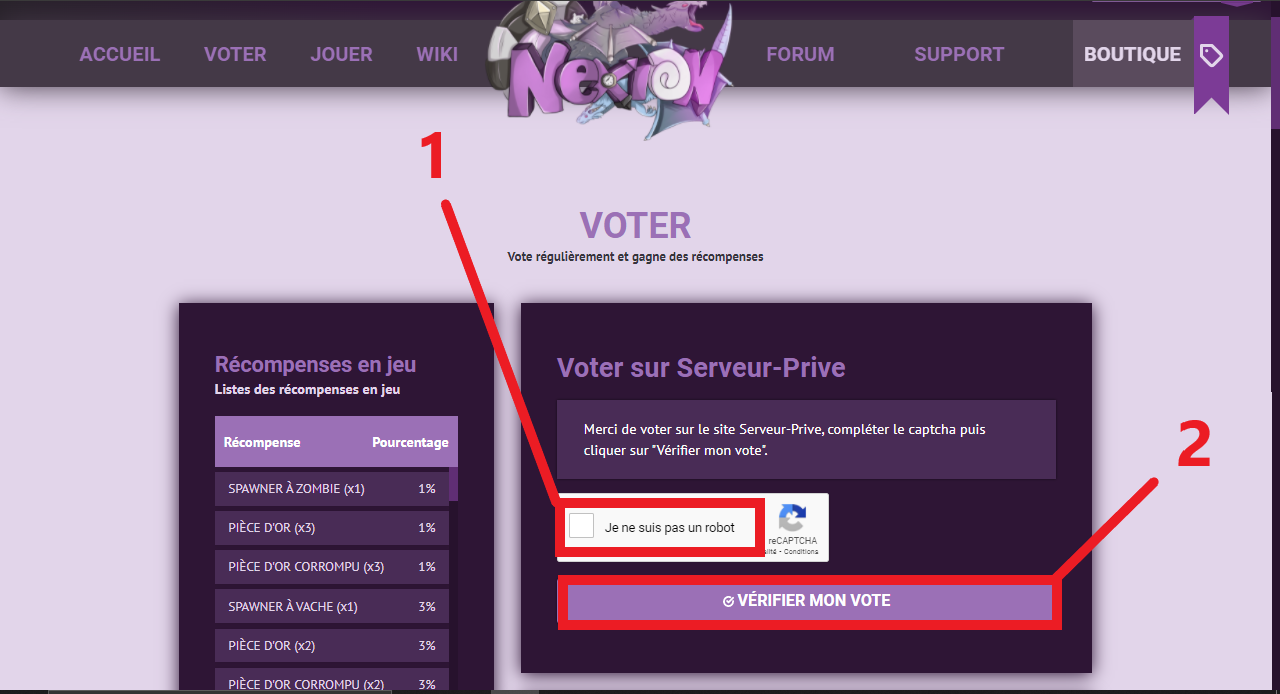 ACCUEIL VOTER JOUER WIKI NEXION FORUM SUPPORT BOUTIQUE
1
VOTER
Vote régulièrement et gagne des récompenses
Récompenses en jeu
Listes des récompenses en jeu
Récompense Pourcentage
SPAWNER À ZOMBIE (x1) 1%
PIÈCE D'OR (x3) 1%
PIÈCE D'OR CORROMPU (x3) 1%
SPAWNER À VACHE (x1) 3%
PIÈCE D'OR (x2) 3%
PIÈCE D'OR CORROMPU (x2) 3%
Voter sur Serveur-Prive
Merci de voter sur le site Serveur-Prive, compléter le captcha puis
cliquer sur "Vérifier mon vote".
2
Je ne suis pas un robot
reCAPTCHA
Conditions
VÉRIFIER MON VOTE